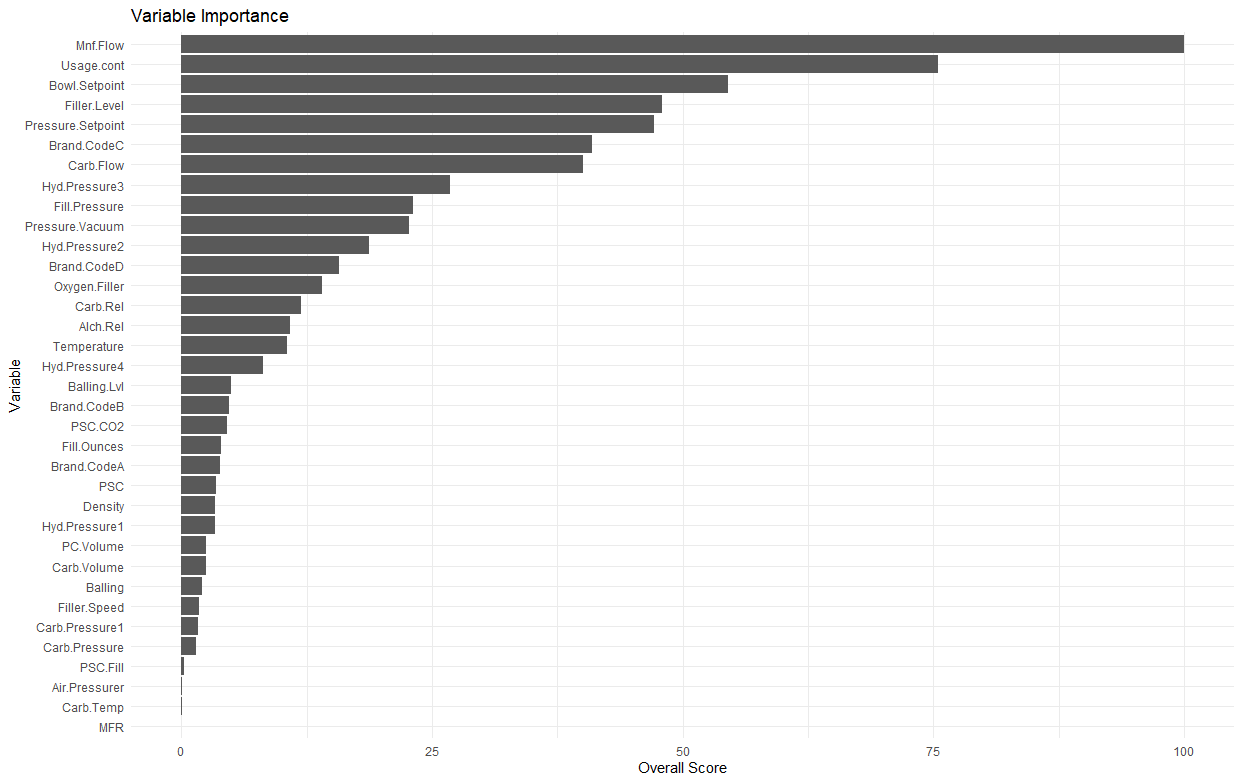 Variable Importance
Mnf.Flow
Usage.cont
Bowl.Setpoint
Filler.Level
Pressure.Setpoint
Brand.CodeC
Carb.Flow
Hyd.Pressure3
Fill.Pressure
Pressure.Vacuum
Hyd.Pressure2
Brand.CodeD
Oxygen.Filler
Carb.Rel
Alch.Rel
Temperature
Hyd.Pressure4
Balling.Lvl
Brand.CodeB
PSC.CO2
Fill.Ounces
Brand.CodeA
PSC
Density
Hyd.Pressure1
PC.Volume
Carb.Volume
Balling
Filler.Speed
Carb.Pressure1
Carb.Pressure
PSC.Fill
Air.Pressurer
Carb.Temp
MFR
Variable
0 25 50 75 100
Overall Score